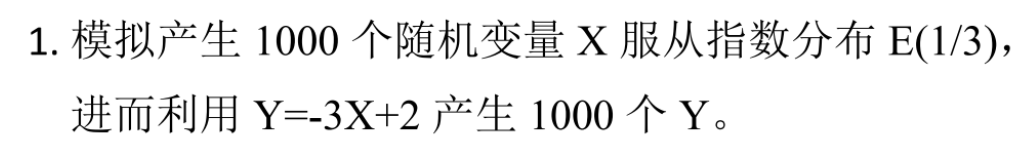 1. 模拟产生 1000 个随机变量 X 服从指数分布 E(1/3)，
进而利用 Y=-3X+2 产生 1000 个 Y。